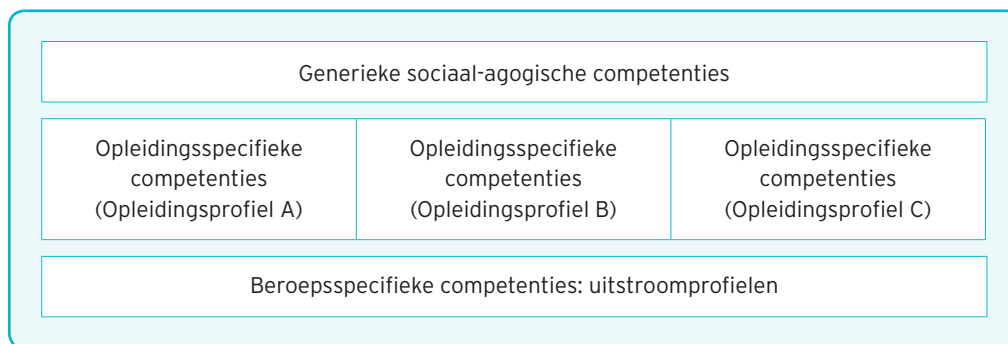 Generieke sociaal-agogische competenties
Opleidingsspecifieke
competenties
(Opleidingsprofiel A)
Opleidingsspecifieke
competenties
(Opleidingsprofiel B)
Opleidingsspecifieke
competenties
(Opleidingsprofiel C)
Beroepsspecifieke competenties: uitstroomprofielen